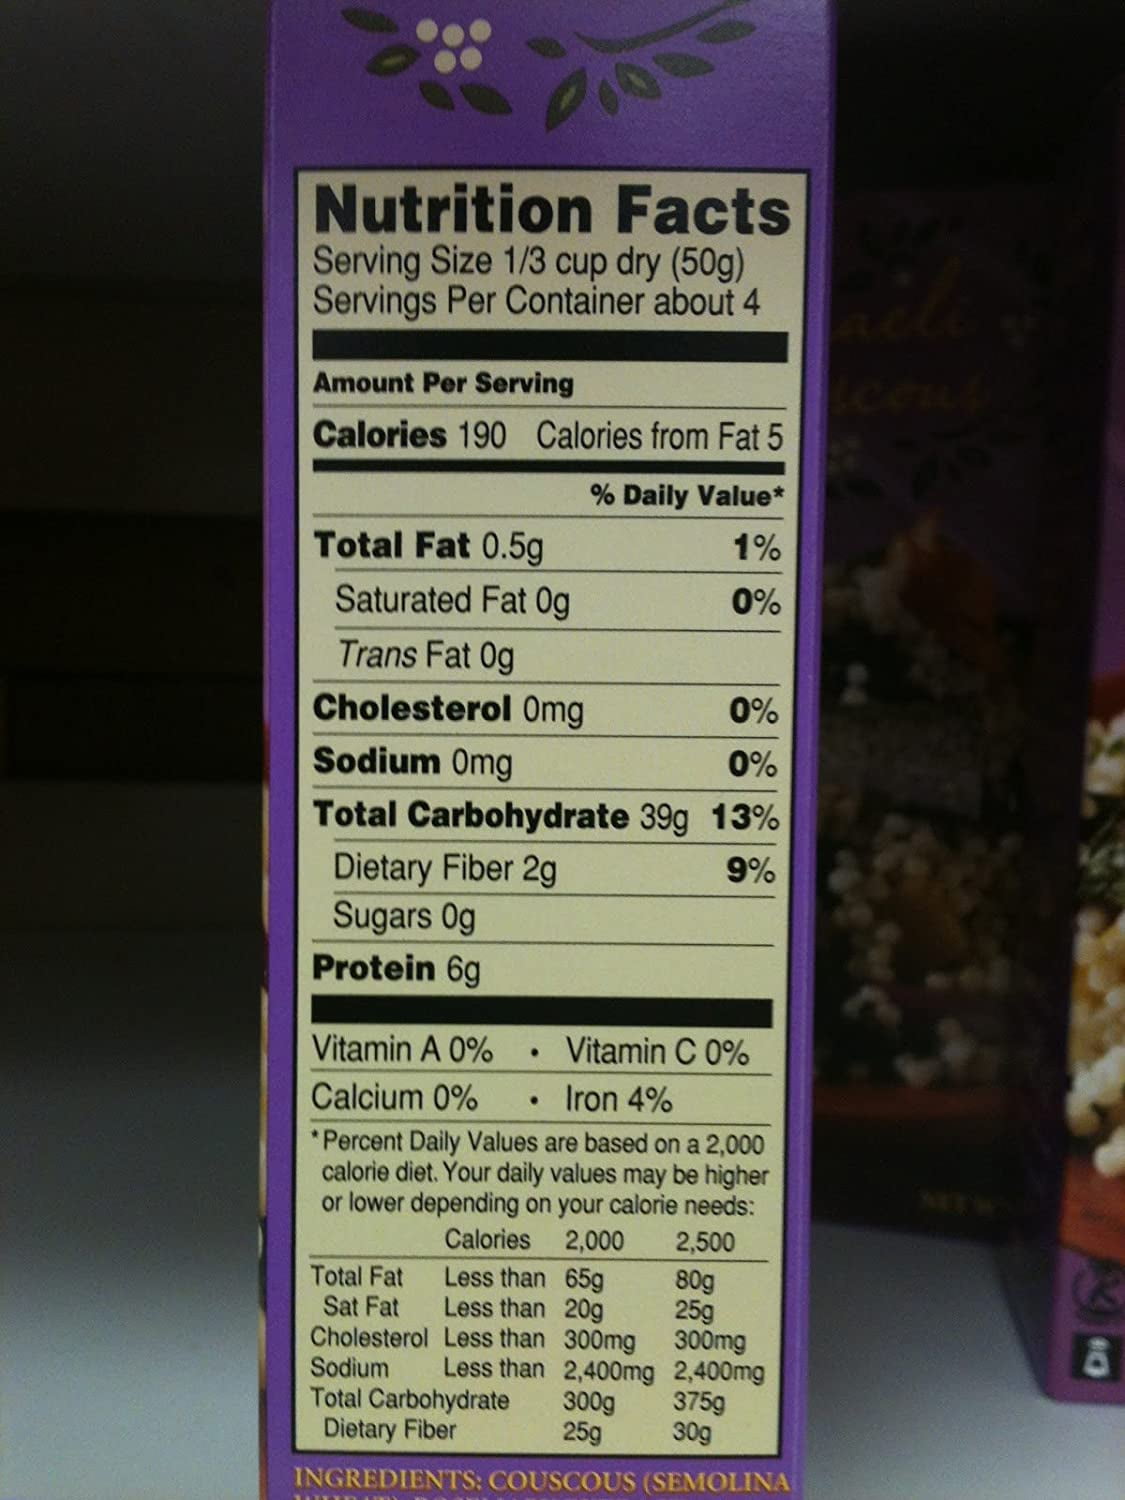 Nutrition Facts
Serving Size 1/3 cup dry (50g)
Servings Per Container about 4
Amount Per Serving
Calories 190 Calories from Fat 5
% Daily Value*
Total Fat 0.5g 1%
Saturated Fat 0g 0%
Trans Fat 0g
Cholesterol 0mg 0%
Sodium 0mg 0%
Total Carbohydrate 39g 13%
Dietary Fiber 2g 9%
Sugars 0g
Protein 6g
Vitamin A 0% • Vitamin C 0%
Calcium 0% • Iron 4%
*Percent Daily Values are based on a 2,000
calorie diet. Your daily values may be higher
or lower depending on your calorie needs:
Calories 2,000 2,500
Total Fat Less than 65g 80g
Sat Fat Less than 20g 25g
Cholesterol Less than 300mg 300mg
Sodium Less than 2,400mg 2,400mg
Total Carbohydrate 300g 375g
Dietary Fiber 25g 30g
INGREDIENTS: COUSCOUS (SEMOLINA